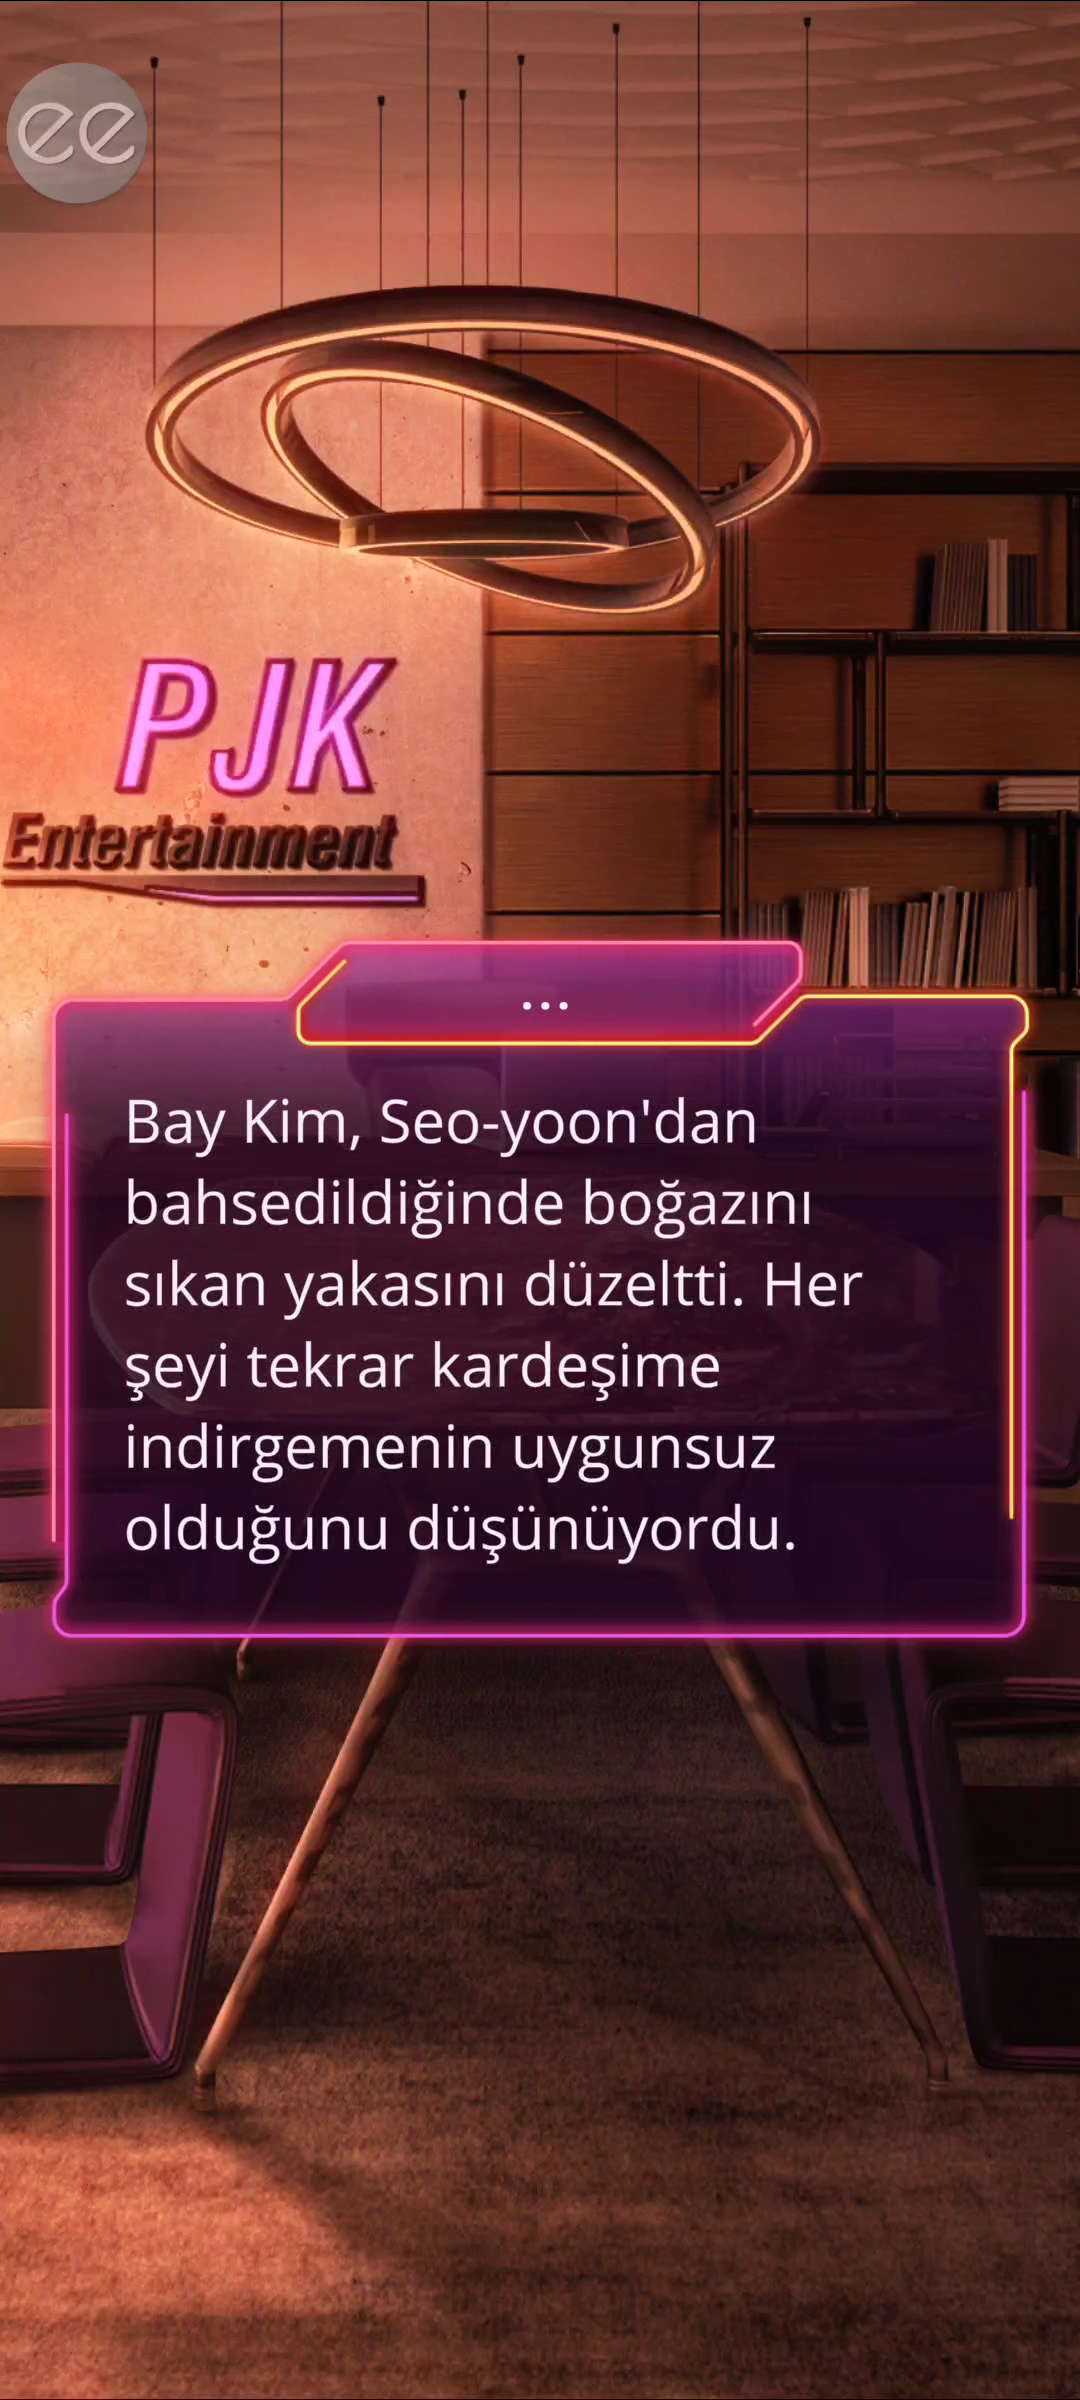 ee
PJK
Entertainment
...
Bay Kim, Seo-yoon'dan
bahsedildiğinde boğazını
sıkan yakasını düzeltti. Her
şeyi tekrar kardeşime
indirgemenin uygunsuz
olduğunu düşünüyordu.